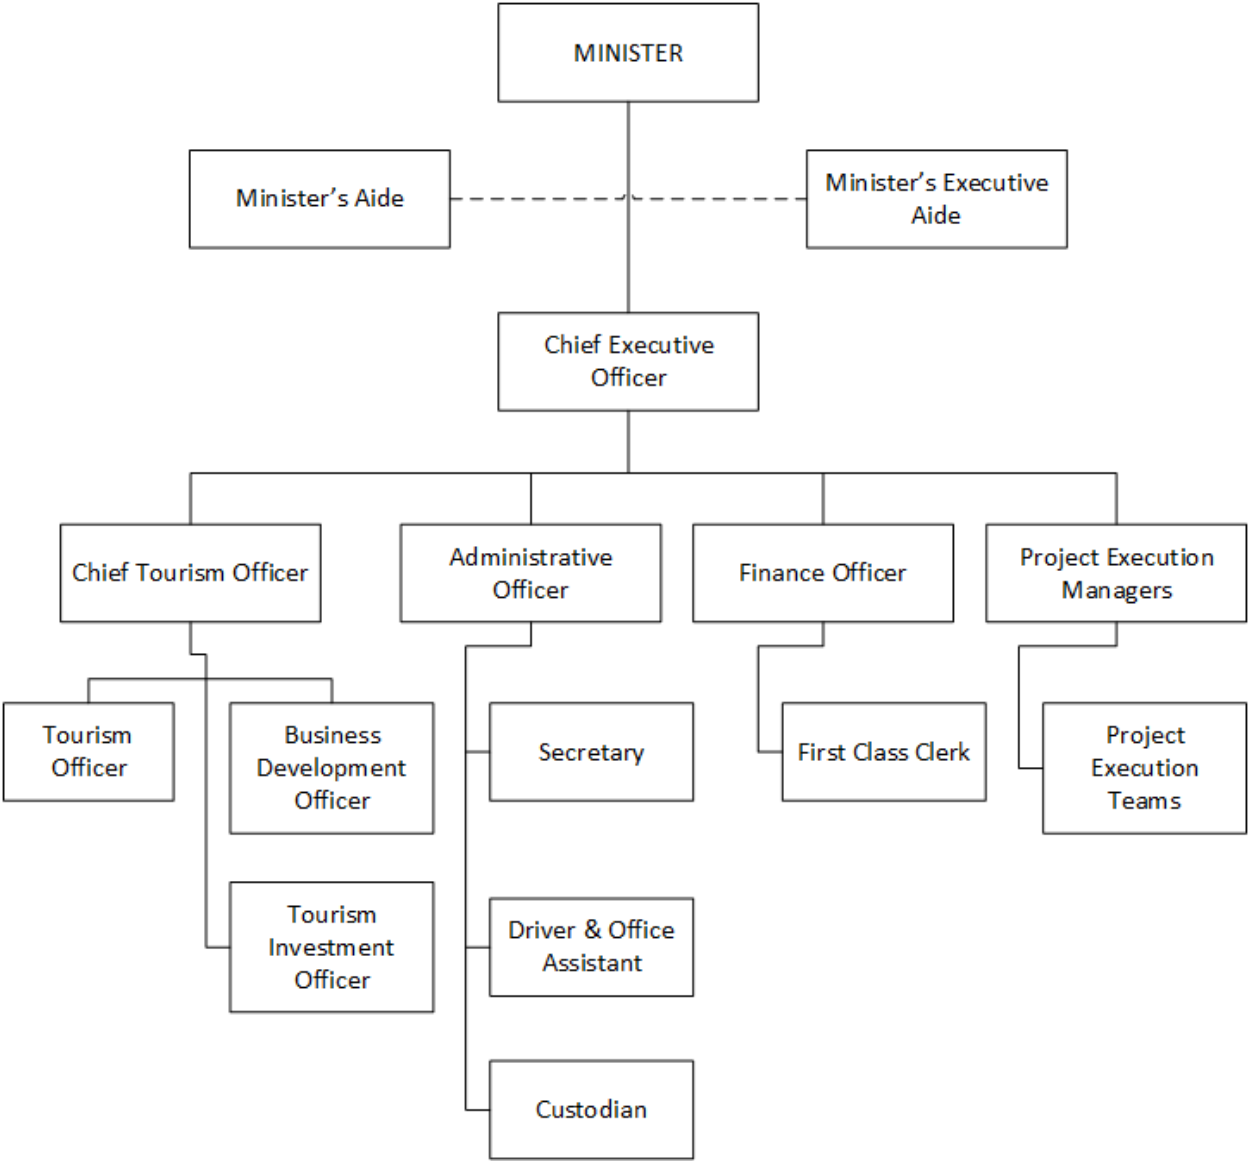 MINISTER
Minister’s Aide
Minister’s Executive
Aide
Chief Executive
Officer
Chief Tourism Officer
Administrative
Officer
Finance Officer
Project Execution
Managers
Tourism
Officer
Business
Development
Officer
Secretary
First Class Clerk
Project
Execution
Teams
Tourism
Investment
Officer
Driver & Office
Assistant
Custodian